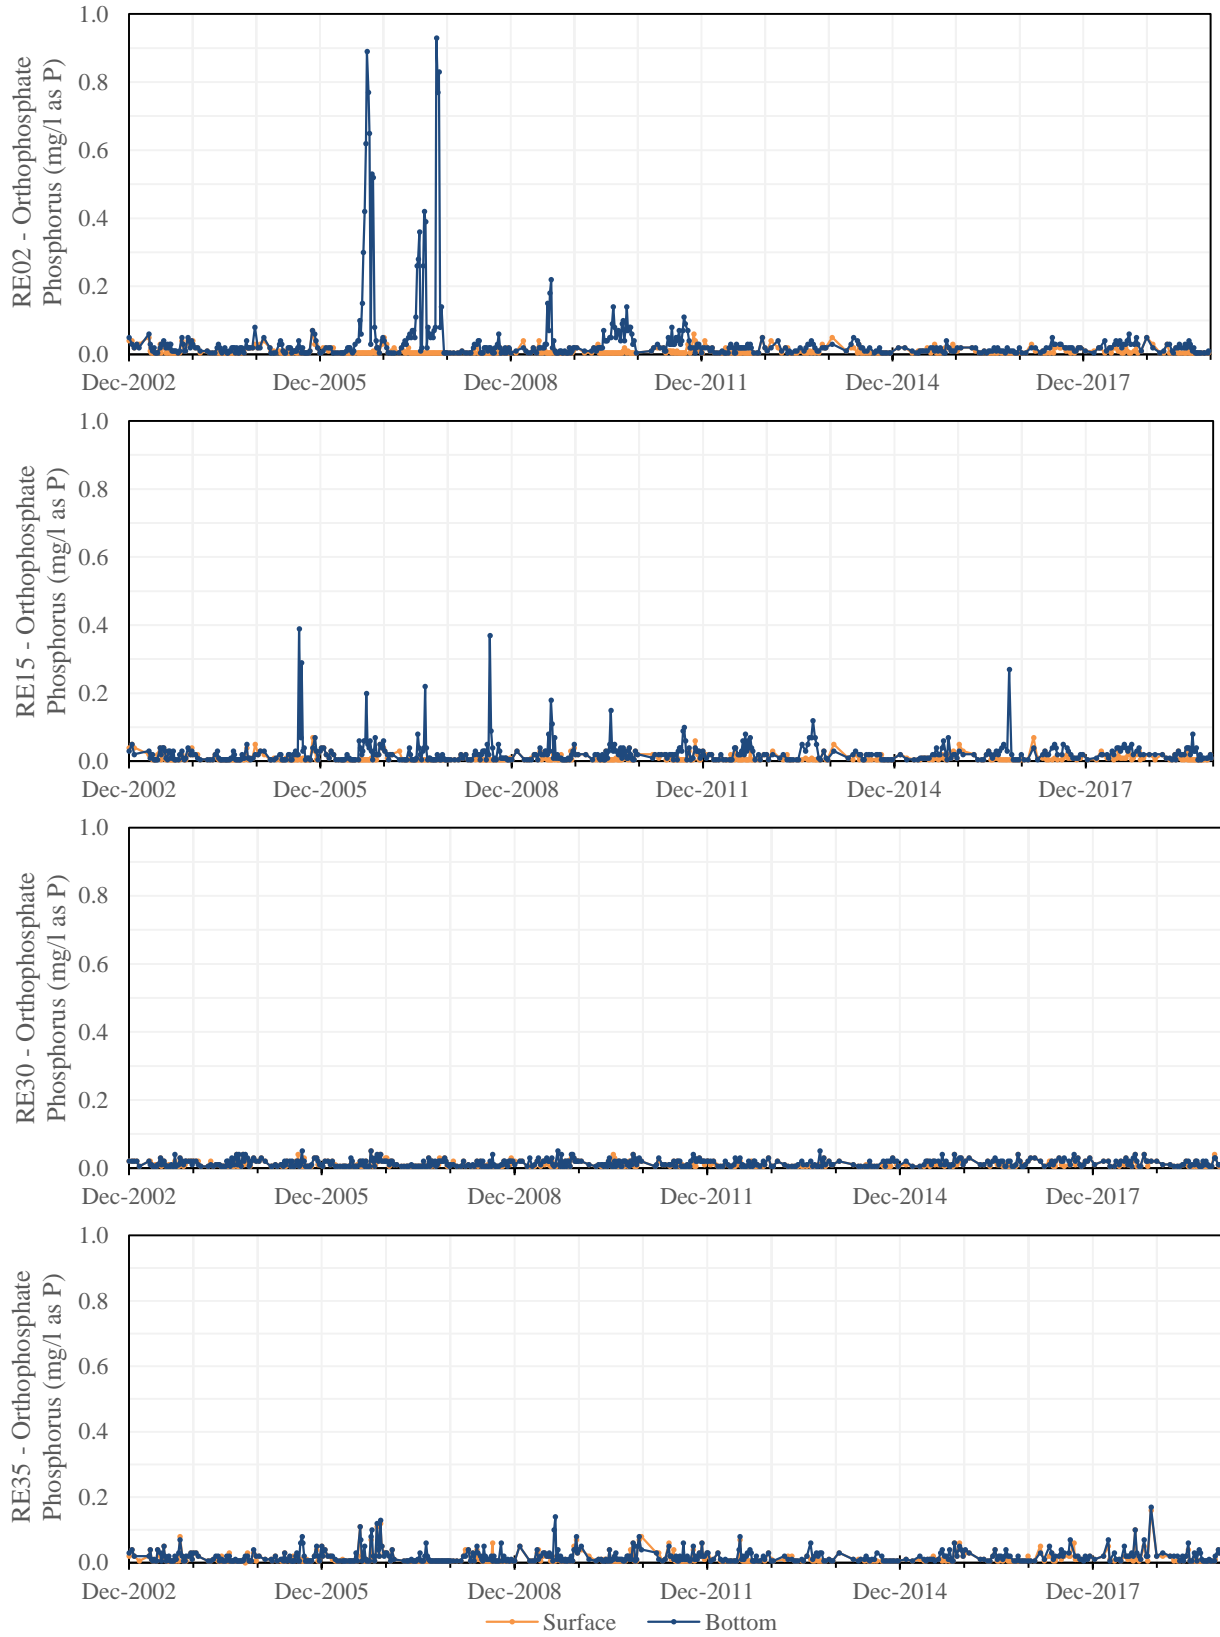 RE02 - Orthophosphate
Phosphorus (mg/l as P)
1.0
0.8
0.6
0.4
0.2
0.0
Dec-2002 Dec-2005 Dec-2008 Dec-2011 Dec-2014 Dec-2017
RE15 - Orthophosphate
Phosphorus (mg/l as P)
1.0
0.8
0.6
0.4
0.2
0.0
Dec-2002 Dec-2005 Dec-2008 Dec-2011 Dec-2014 Dec-2017
RE30 - Orthophosphate
Phosphorus (mg/l as P)
1.0
0.8
0.6
0.4
0.2
0.0
Dec-2002 Dec-2005 Dec-2008 Dec-2011 Dec-2014 Dec-2017
RE35 - Orthophosphate
Phosphorus (mg/l as P)
1.0
0.8
0.6
0.4
0.2
0.0
Dec-2002 Dec-2005 Dec-2008 Dec-2011 Dec-2014 Dec-2017
Surface Bottom